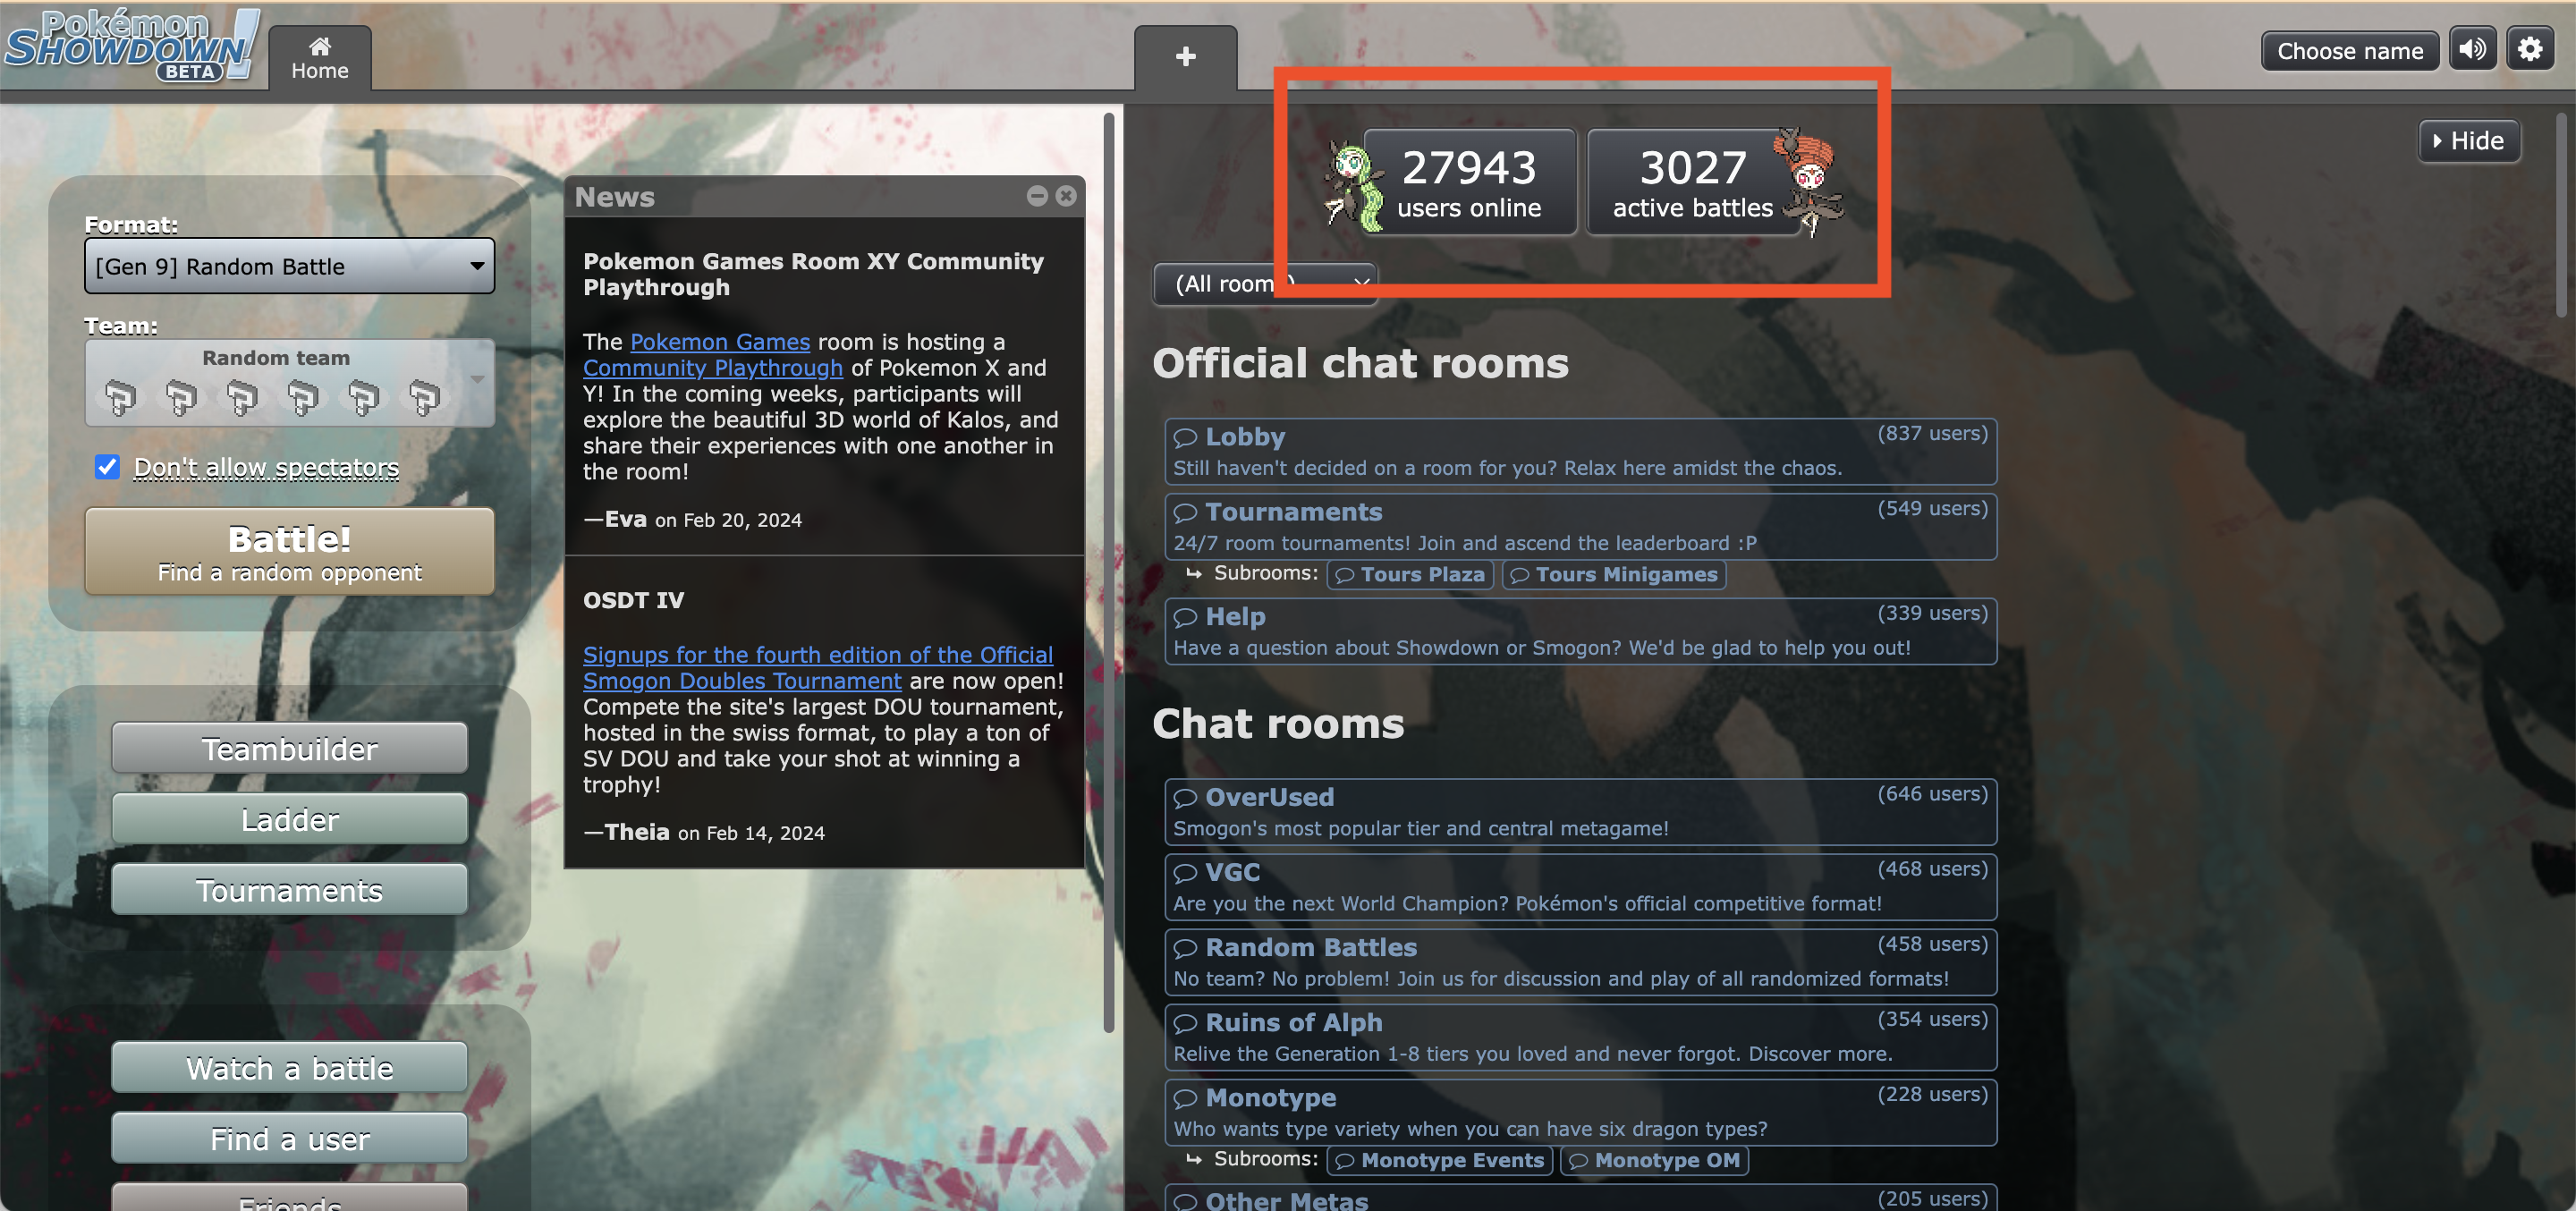 Pokémon
SHOWDOWN!
BETA
Home
+
Choose name
Format:
[Gen 9] Random Battle
Team:
Random team
Don't allow spectators
Battle!
Find a random opponent
Teambuilder
Ladder
Tournaments
Watch a battle
Find a user
Friends
News
Pokemon Games Room XY Community
Playthrough
The Pokemon Games room is hosting a
Community Playthrough of Pokemon X and
Y! In the coming weeks, participants will
explore the beautiful 3D world of Kalos, and
share their experiences with one another in
the room!
—Eva on Feb 20, 2024
OSDT IV
Signups for the fourth edition of the Official
Smogon Doubles Tournament are now open!
Compete the site's largest DOU tournament,
hosted in the swiss format, to play a ton of
SV DOU and take your shot at winning a
trophy!
—Theia on Feb 14, 2024
27943
users online
3027
active battles
Hide
(All rooms)
Official chat rooms
Lobby (837 users)
Still haven't decided on a room for you? Relax here amidst the chaos.
Tournaments (549 users)
24/7 room tournaments! Join and ascend the leaderboard :P
Subrooms: Tours Plaza Tours Minigames
Help (339 users)
Have a question about Showdown or Smogon? We'd be glad to help you out!
Chat rooms
OverUsed (646 users)
Smogon's most popular tier and central metagame!
VGC (468 users)
Are you the next World Champion? Pokémon's official competitive format!
Random Battles (458 users)
No team? No problem! Join us for discussion and play of all randomized formats!
Ruins of Alph (354 users)
Relive the Generation 1-8 tiers you loved and never forgot. Discover more.
Monotype (228 users)
Who wants type variety when you can have six dragon types?
Subrooms: Monotype Events Monotype OM
Other Metas (205 users)